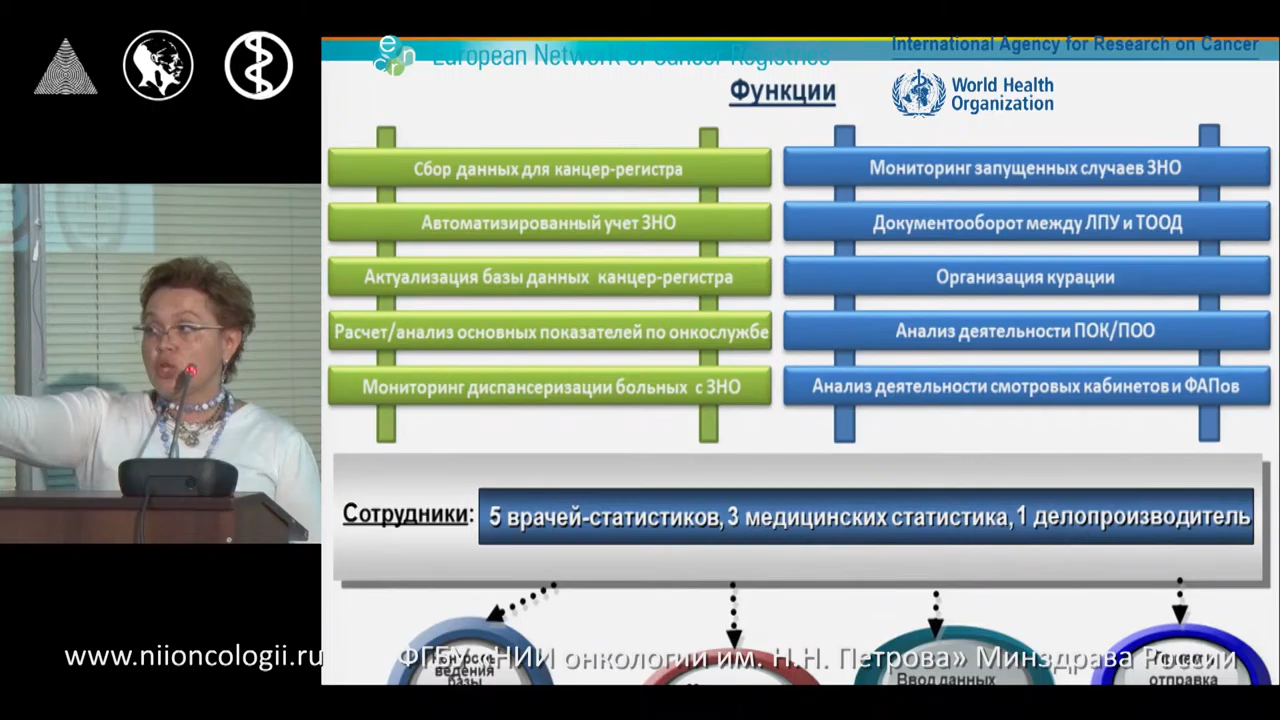 European Network of Cancer Registries
International Agency for Research on Cancer
World Health
Organization
Функции
Сбор данных для канцер-регистра
Автоматизированный учет ЗНО
Актуализация базы данных канцер-регистра
Расчет/анализ основных показателей по онкослужбе
Мониторинг диспансеризации больных с ЗНО
Мониторинг запущенных случаев ЗНО
Документооборот между ЛПУ и ТООД
Организация курации
Анализ деятельности ПОК/ПОО
Анализ деятельности смотровых кабинетов и ФАПов
Сотрудники: 5 врачей-статистиков, 3 медицинских статистика, 1 делопроизводитель
ведения
базы
Ввод данных
отправка
www.niioncologii.ru
ФГБУ «НИИ онкологии им. Н.Н. Петрова» Минздрава России